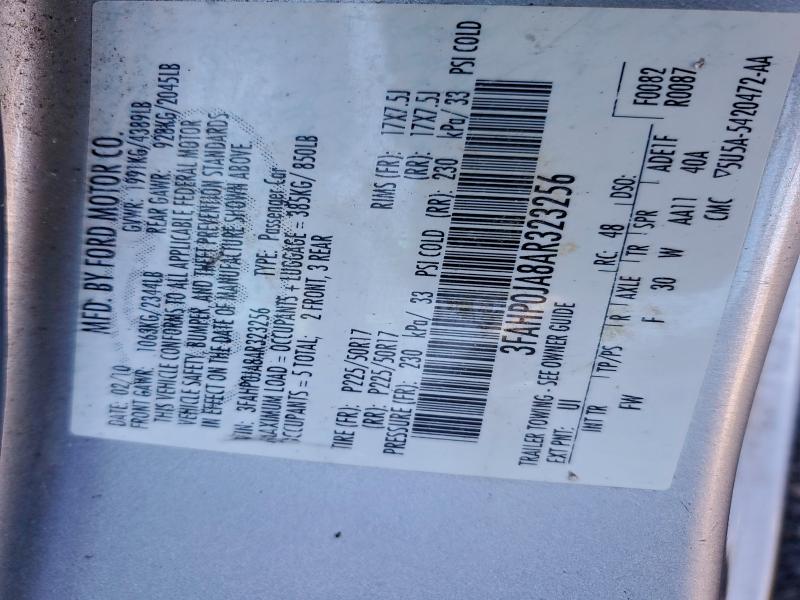 MFD. BY FORD MOTOR CO.
DATE: 02/10 GVWR: 1991KG/4389LB
FRONT GAWR: 1063KG/2344LB REAR GAWR: 928KG/2045LB
THIS VEHICLE CONFORMS TO ALL APPLICABLE FEDERAL MOTOR
VEHICLE SAFETY, BUMPER, AND THEFT PREVENTION STANDARDS
IN EFFECT ON THE DATE OF MANUFACTURE SHOWN ABOVE
VIN: 3FAHP0JA8AR323256 TYPE: Passenger Car
MAXIMUM LOAD = OCCUPANTS + LUGGAGE = 385KG/850LB
OCCUPANTS = 5 TOTAL; 2 FRONT, 3 REAR
TIRE (FR): P225/50R17 RIMS (FR): 17X7.5J
(RR): P225/50R17 (RR): 17X7.5J
PRESSURE (FR): 230 kPa/ 33 PSI COLD (RR): 230 kPa/ 33 PSI COLD
3FAHP0JA8AR323256
TRAILER TOWING - SEE OWNER GUIDE F0082
R0087
EXT PNT: UI RC: 48 DSO:
INT TR TP/PS R AXLE TR SPR ADE1F
FW F 30 W AA11 40A
CMC ▽5U5A-5420472-AA